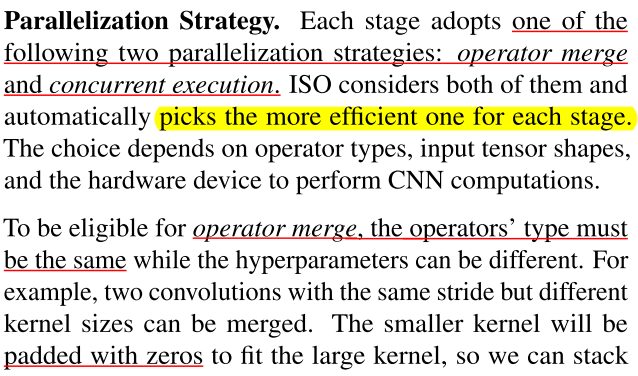 Parallelization Strategy. Each stage adopts one of the
following two parallelization strategies: operator merge
and concurrent execution. ISO considers both of them and
automatically picks the more efficient one for each stage.
The choice depends on operator types, input tensor shapes,
and the hardware device to perform CNN computations.
To be eligible for operator merge, the operators’ type must
be the same while the hyperparameters can be different. For
example, two convolutions with the same stride but different
kernel sizes can be merged. The smaller kernel will be
padded with zeros to fit the large kernel, so we can stack